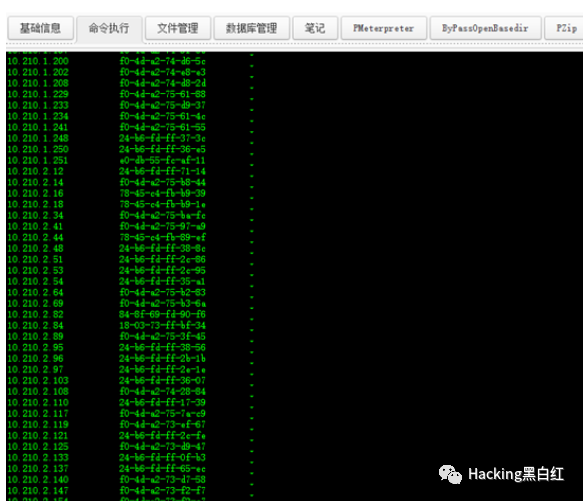 基础信息 命令执行 文件管理 数据库管理 笔记 PMeterpreter ByPassOpenBasedir PZip
10.210.1.200 f0-4d-a2-74-d6-5c
10.210.1.202 f0-4d-a2-74-e8-e3
10.210.1.208 f0-4d-a2-74-d8-2d
10.210.1.229 f0-4d-a2-75-61-88
10.210.1.233 f0-4d-a2-75-d9-37
10.210.1.234 f0-4d-a2-75-61-4c
10.210.1.241 f0-4d-a2-75-61-55
10.210.1.248 24-b6-fd-ff-37-3c
10.210.1.250 24-b6-fd-ff-36-e5
10.210.1.251 e0-db-55-fc-af-11
10.210.2.12 24-b6-fd-ff-71-14
10.210.2.14 f0-4d-a2-75-b8-44
10.210.2.16 78-45-c4-fb-b9-39
10.210.2.18 78-45-c4-fb-b9-1e
10.210.2.34 f0-4d-a2-75-ba-fc
10.210.2.41 f0-4d-a2-75-97-a9
10.210.2.44 78-45-c4-fb-89-ef
10.210.2.48 24-b6-fd-ff-38-8c
10.210.2.51 24-b6-fd-ff-2c-86
10.210.2.53 24-b6-fd-ff-2c-95
10.210.2.54 24-b6-fd-ff-35-a1
10.210.2.64 f0-4d-a2-75-b2-83
10.210.2.69 f0-4d-a2-75-b3-6a
10.210.2.82 84-8f-69-fd-90-f6
10.210.2.84 18-03-73-ff-bf-34
10.210.2.89 f0-4d-a2-75-3f-45
10.210.2.95 24-b6-fd-ff-38-56
10.210.2.96 24-b6-fd-ff-2b-1b
10.210.2.97 24-b6-fd-ff-2e-1e
10.210.2.103 24-b6-fd-ff-36-07
10.210.2.108 f0-4d-a2-74-28-84
10.210.2.110 24-b6-fd-ff-17-39
10.210.2.117 f0-4d-a2-75-7a-c9
10.210.2.119 f0-4d-a2-73-ef-67
10.210.2.121 24-b6-fd-ff-2c-fe
10.210.2.125 f0-4d-a2-73-d9-47
10.210.2.133 24-b6-fd-ff-0f-b3
10.210.2.137 24-b6-fd-ff-65-ec
10.210.2.140 f0-4d-a2-73-d7-58
10.210.2.147 f0-4d-a2-73-f2-f7
Hacking黑白红